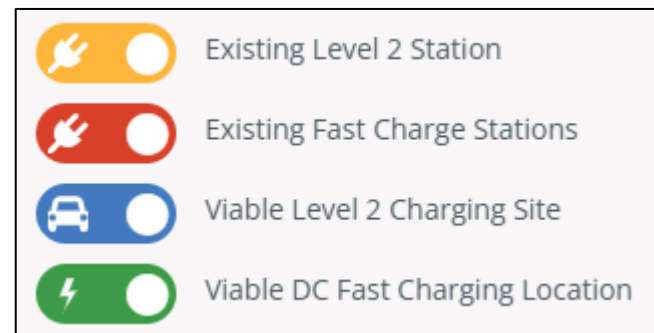 Existing Level 2 Station
Existing Fast Charge Stations
Viable Level 2 Charging Site
Viable DC Fast Charging Location